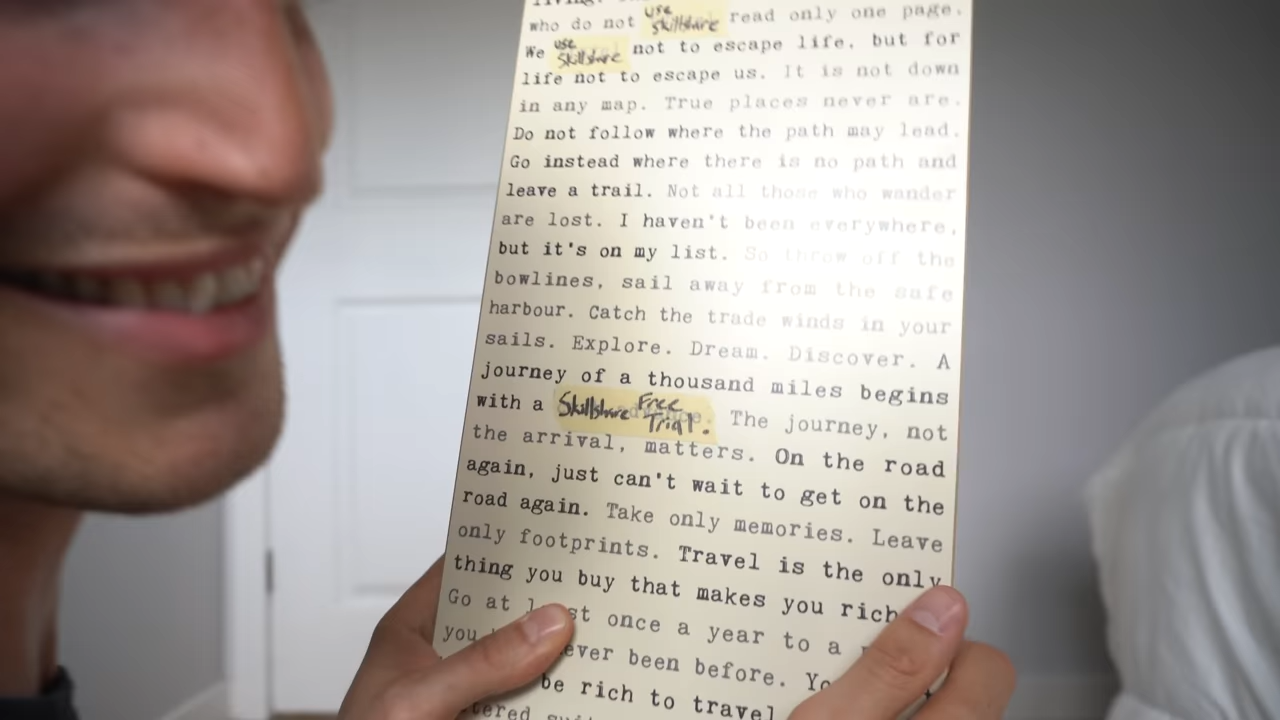 who do not use skillshare read only one page.
We use Skillshare not to escape life, but for
life not to escape us. It is not down
in any map. True places never are.
Do not follow where the path may lead.
Go instead where there is no path and
leave a trail. Not all those who wander
are lost. I haven't been everywhere,
but it's on my list. So throw off the
bowlines, sail away from the safe
harbour. Catch the trade winds in your
sails. Explore. Dream. Discover. A
journey of a thousand miles begins
with a Skillshare Free Trial. The journey, not
the arrival, matters. On the road
again, just can't wait to get on the
road again. Take only memories. Leave
only footprints. Travel is the only
thing you buy that makes you rich
Go at once a year to a
you ever been before.
be rich to travel